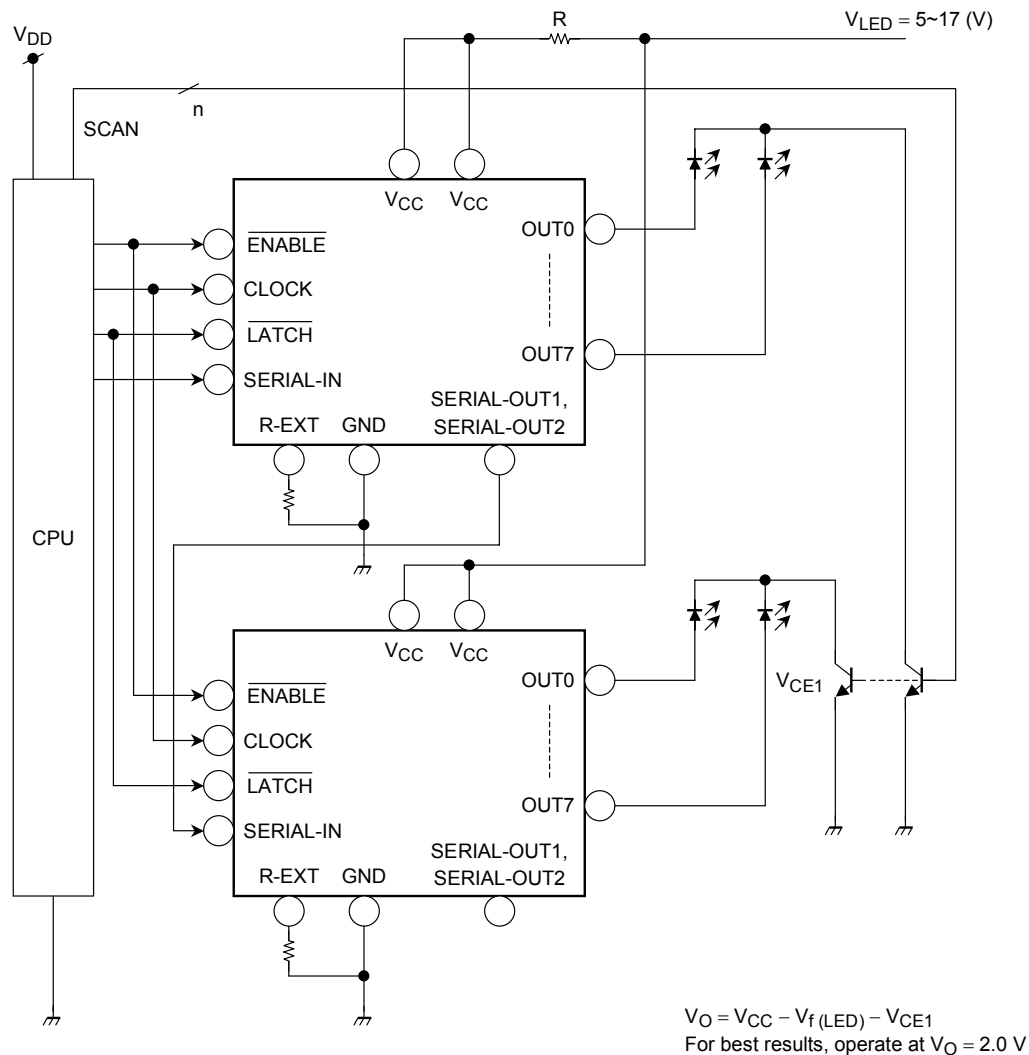 V_DD
R
V_LED = 5~17 (V)
n
SCAN
V_CC V_CC
OUT0
ENABLE
CLOCK
LATCH
OUT7
SERIAL-IN
SERIAL-OUT1,
R-EXT GND SERIAL-OUT2
CPU
V_CC V_CC
OUT0
V_CE1
ENABLE
CLOCK
LATCH
OUT7
SERIAL-IN
SERIAL-OUT1,
R-EXT GND SERIAL-OUT2
V_O = V_CC − V_f (LED) − V_CE1
For best results, operate at V_O = 2.0 V